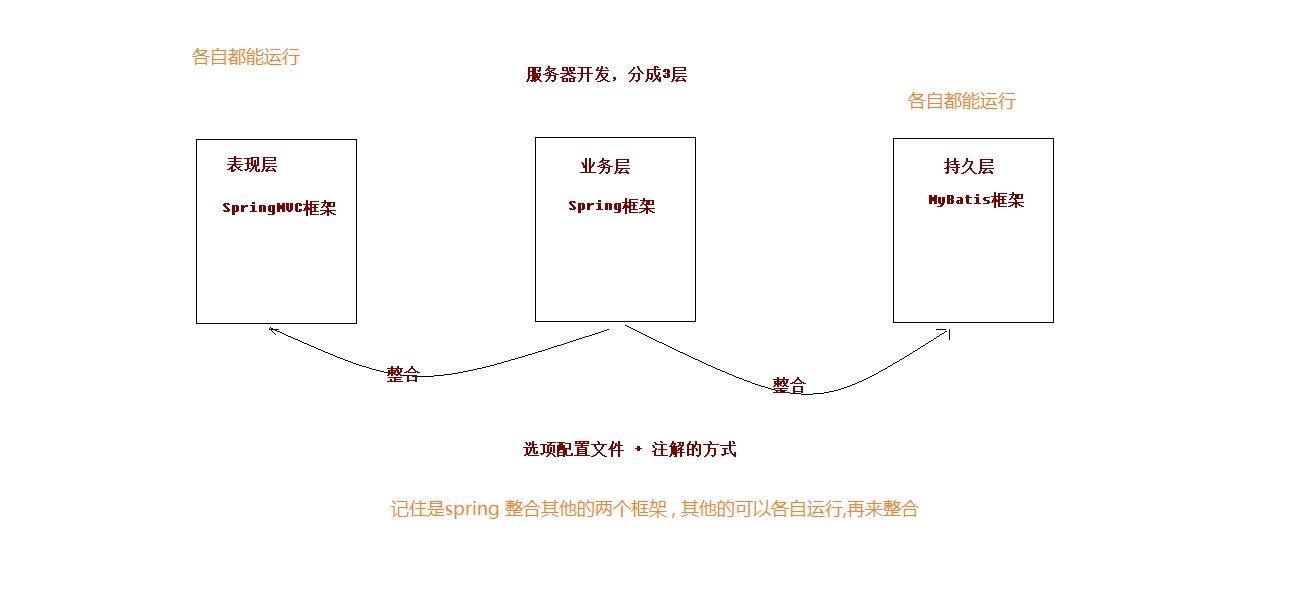 各自都能运行
服务器开发，分成3层
各自都能运行
表现层
SpringMVC框架
业务层
Spring框架
持久层
MyBatis框架
整合
整合
选项配置文件 + 注解的方式
记住是spring 整合其他的两个框架 , 其他的可以各自运行,再来整合